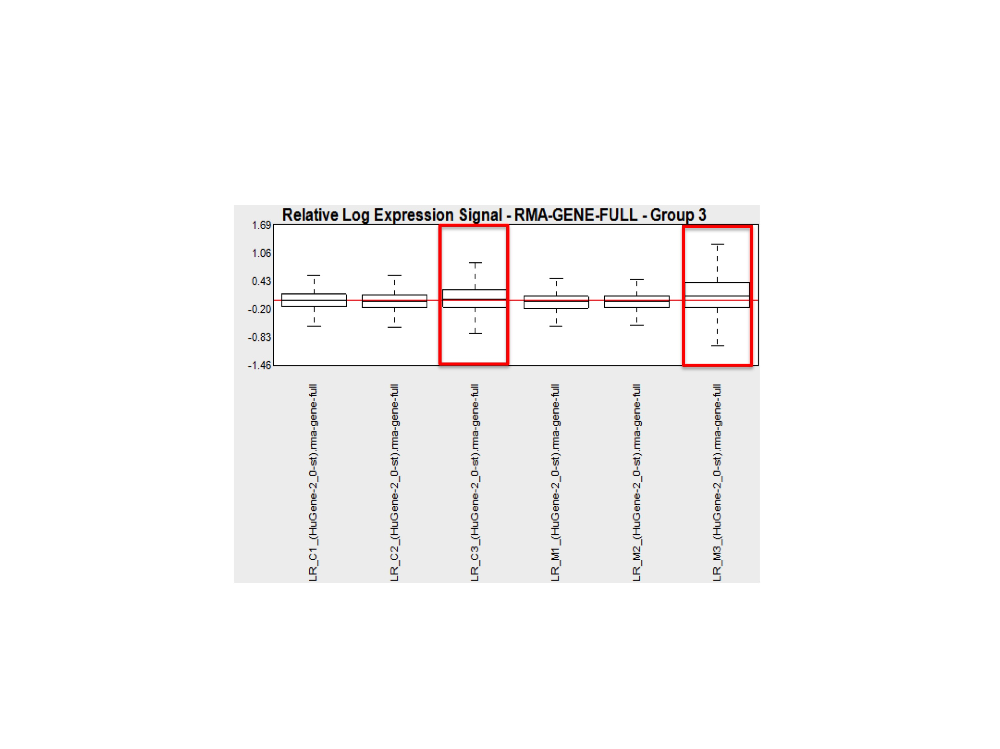 Relative Log Expression Signal - RMA-GENE-FULL - Group 3
1.69
1.06
0.43
-0.20
-0.83
-1.46
LR_C1_(HuGene-2_0-st).rma-gene-full
LR_C2_(HuGene-2_0-st).rma-gene-full
LR_C3_(HuGene-2_0-st).rma-gene-full
LR_M1_(HuGene-2_0-st).rma-gene-full
LR_M2_(HuGene-2_0-st).rma-gene-full
LR_M3_(HuGene-2_0-st).rma-gene-full